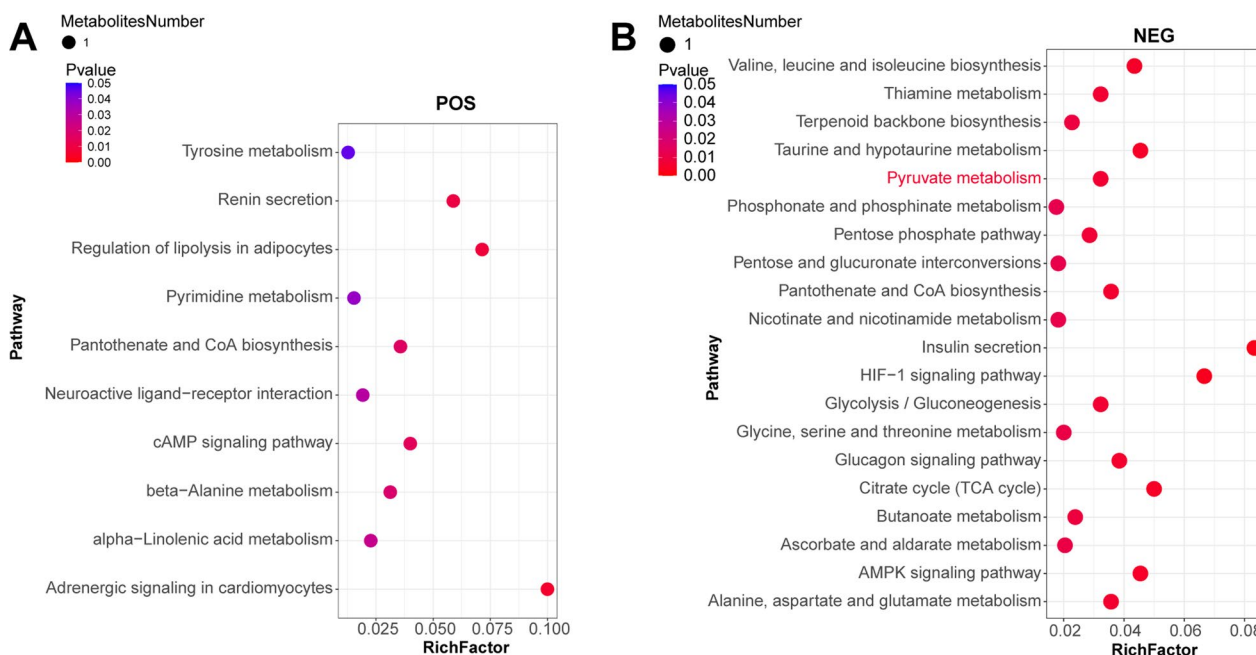 A
MetabolitesNumber
1
Pvalue
0.05
0.04
0.03
0.02
0.01
0.00
POS
Tyrosine metabolism
Renin secretion
Regulation of lipolysis in adipocytes
Pyrimidine metabolism
Pantothenate and CoA biosynthesis
Neuroactive ligand−receptor interaction
cAMP signaling pathway
beta−Alanine metabolism
alpha−Linolenic acid metabolism
Adrenergic signaling in cardiomyocytes
Pathway
0.025 0.050 0.075 0.100
RichFactor
B
MetabolitesNumber
1
Pvalue
0.05
0.04
0.03
0.02
0.01
0.00
NEG
Valine, leucine and isoleucine biosynthesis
Thiamine metabolism
Terpenoid backbone biosynthesis
Taurine and hypotaurine metabolism
Pyruvate metabolism
Phosphonate and phosphinate metabolism
Pentose phosphate pathway
Pentose and glucuronate interconversions
Pantothenate and CoA biosynthesis
Nicotinate and nicotinamide metabolism
Insulin secretion
HIF−1 signaling pathway
Glycolysis / Gluconeogenesis
Glycine, serine and threonine metabolism
Glucagon signaling pathway
Citrate cycle (TCA cycle)
Butanoate metabolism
Ascorbate and aldarate metabolism
AMPK signaling pathway
Alanine, aspartate and glutamate metabolism
Pathway
0.02 0.04 0.06 0.08
RichFactor